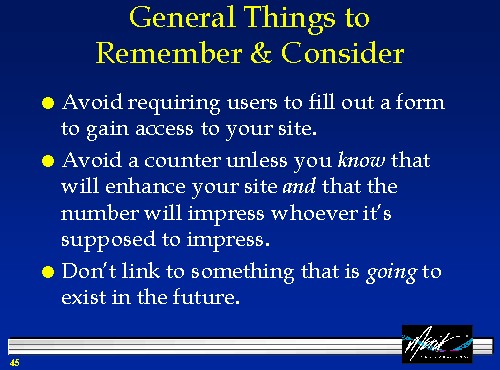 General Things to
Remember & Consider
Avoid requiring users to fill out a form
to gain access to your site.
Avoid a counter unless you know that
will enhance your site and that the
number will impress whoever it's
supposed to impress.
Don't link to something that is going to
exist in the future.
45